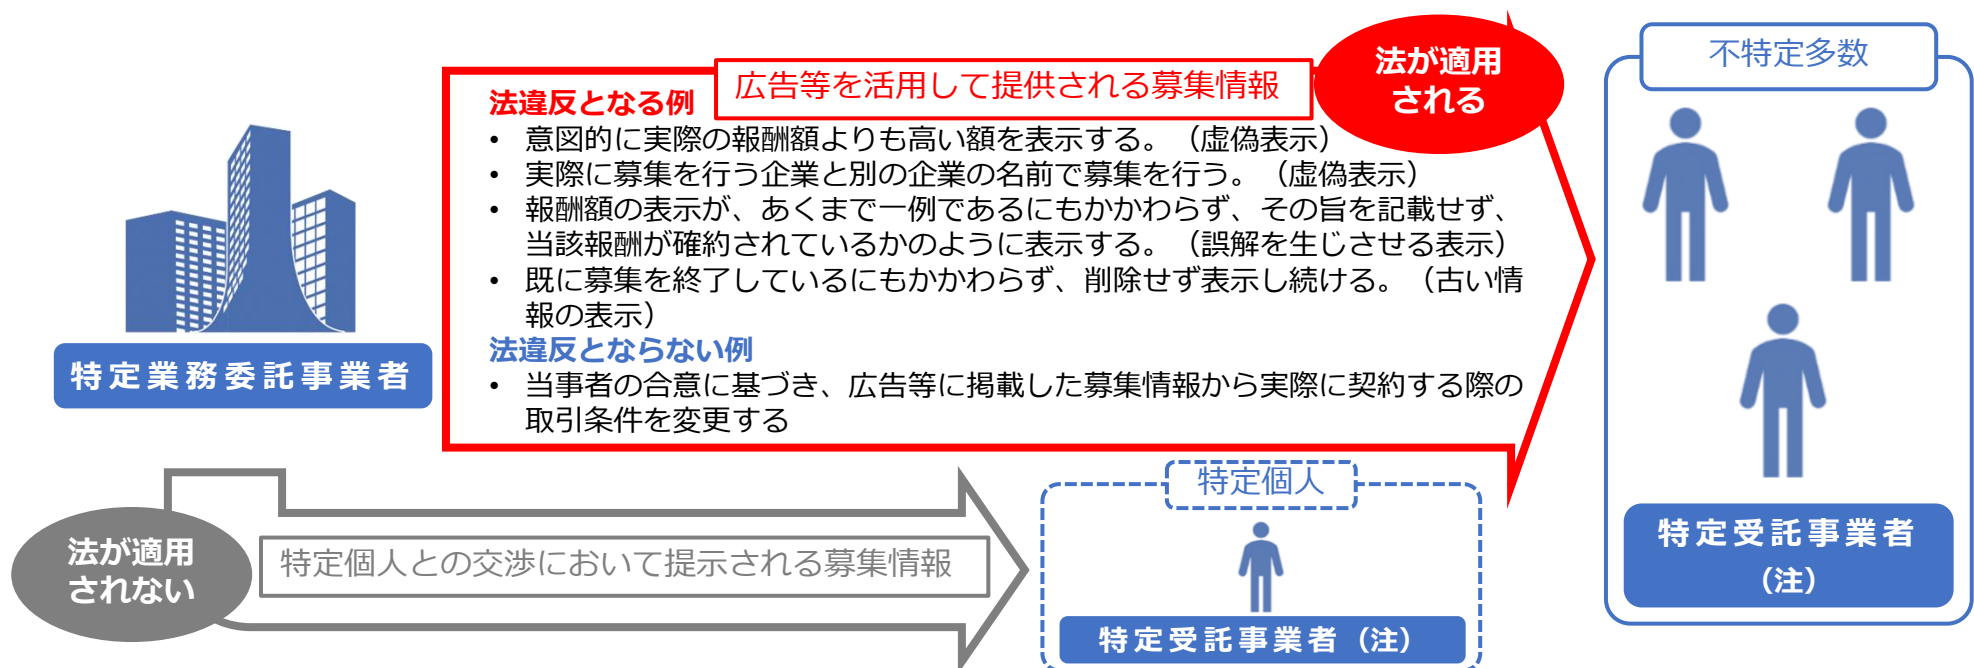 広告等を活用して提供される募集情報
法が適用
される
不特定多数
法違反となる例
• 意図的に実際の報酬額よりも高い額を表示する。（虚偽表示）
• 実際に募集を行う企業と別の企業の名前で募集を行う。（虚偽表示）
• 報酬額の表示が、あくまで一例であるにもかかわらず、その旨を記載せず、
当該報酬が確約されているかのように表示する。（誤解を生じさせる表示）
• 既に募集を終了しているにもかかわらず、削除せず表示し続ける。（古い情
報の表示）
法違反とならない例
• 当事者の合意に基づき、広告等に掲載した募集情報から実際に契約する際の
取引条件を変更する
特定業務委託事業者
特定受託事業者
（注）
法が適用
されない
特定個人との交渉において提示される募集情報
特定個人
特定受託事業者（注）